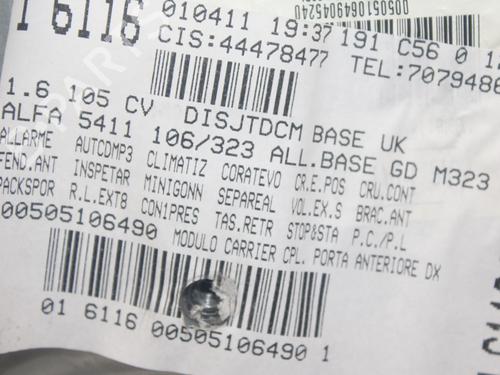 0050510649045240
1 6116 010411 19:37 191 C56 0
CIS:44478477 TEL:7079486
1.6 105 CV DISJTDCM BASE UK
ALFA 5411 106/323 ALL.BASE GD M323
ALLARME AUTCDMP3 CLIMATIZ CORATEVO CR.E.POS CRU.CONT
FEND.ANT INSPETAR MINIGONN SEPAREAL VOL.EX.S BRAC.ANT
PACKSPOR R.L.EXT8 CON1PRES TAS.RETR STOP&STA P.C./P.L
00505106490 MODULO CARRIER CPL. PORTA ANTERIORE DX
01 6116 00505106490 1